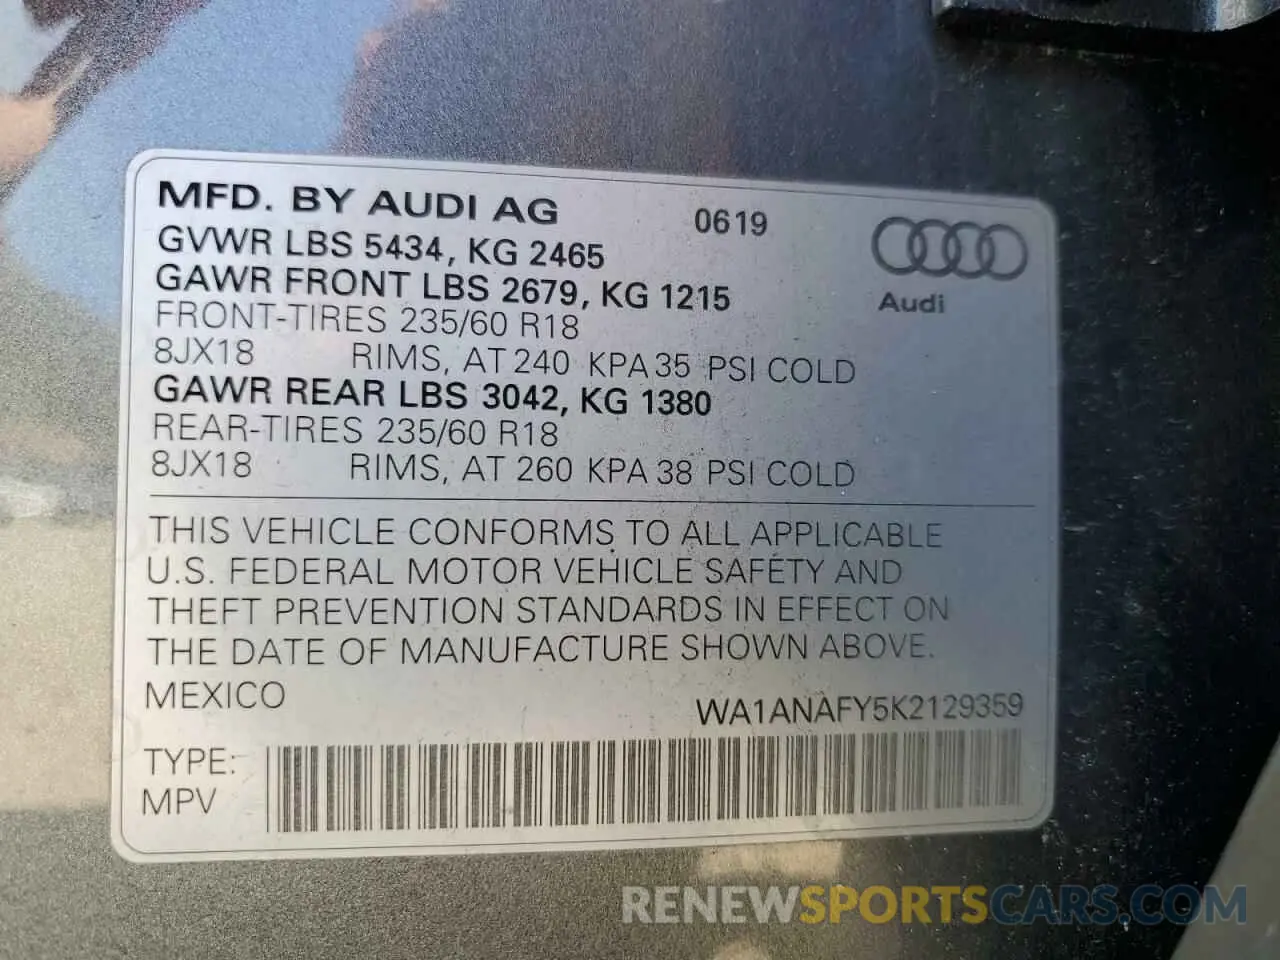 MFD. BY AUDI AG 0619
GVWR LBS 5434, KG 2465
GAWR FRONT LBS 2679, KG 1215
Audi
FRONT-TIRES 235/60 R18
8JX18 RIMS, AT 240 KPA 35 PSI COLD
GAWR REAR LBS 3042, KG 1380
REAR-TIRES 235/60 R18
8JX18 RIMS, AT 260 KPA 38 PSI COLD
THIS VEHICLE CONFORMS TO ALL APPLICABLE
U.S. FEDERAL MOTOR VEHICLE SAFETY AND
THEFT PREVENTION STANDARDS IN EFFECT ON
THE DATE OF MANUFACTURE SHOWN ABOVE.
MEXICO WA1ANAFY5K2129359
TYPE:
MPV
RENEWSPORTSCARS.COM